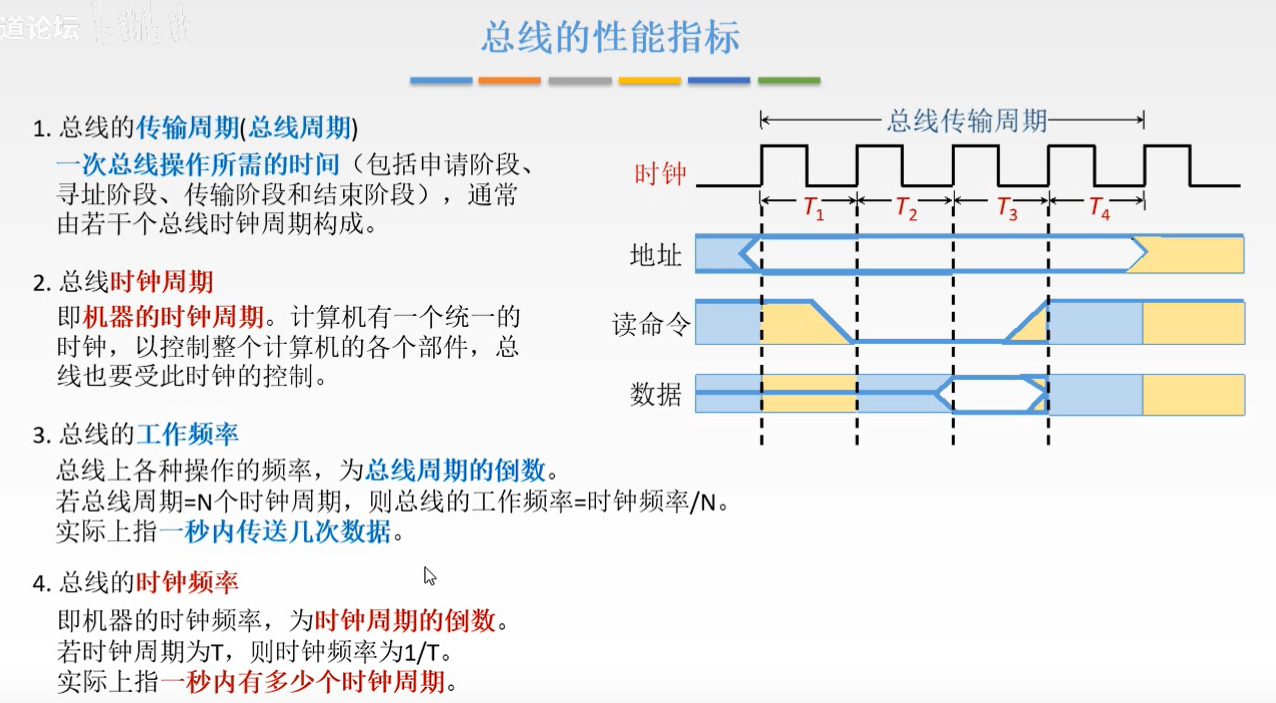 道论坛
总线的性能指标
1. 总线的传输周期(总线周期)
一次总线操作所需的时间（包括申请阶段、
寻址阶段、传输阶段和结束阶段），通常
由若干个总线时钟周期构成。
2. 总线时钟周期
即机器的时钟周期。计算机有一个统一的
时钟，以控制整个计算机的各个部件，总
线也要受此时钟的控制。
3. 总线的工作频率
总线上各种操作的频率，为总线周期的倒数。
若总线周期=N个时钟周期，则总线的工作频率=时钟频率/N。
实际上指一秒内传送几次数据。
4. 总线的时钟频率
即机器的时钟频率，为时钟周期的倒数。
若时钟周期为T，则时钟频率为1/T。
实际上指一秒内有多少个时钟周期。
总线传输周期
时钟
T1 T2 T3 T4
地址
读命令
数据